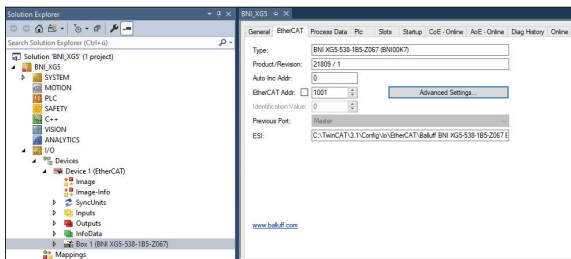 Solution Explorer
BNI_XG5
Search Solution Explorer (Ctrl+ü)
Solution 'BNI_XG5' (1 project)
BNI_XG5
SYSTEM
MOTION
PLC
SAFETY
C++
VISION
ANALYTICS
I/O
Devices
Device 1 (EtherCAT)
Image
Image-Info
SyncUnits
Inputs
Outputs
InfoData
Box 1 (BNI XG5-538-1B5-Z067)
Mappings
General EtherCAT Process Data Plc Slots Startup CoE - Online AoE - Online Diag History Online
Type: BNI XG5-538-1B5-Z067 (BNI00K7)
Product/Revision: 21809 / 1
Auto Inc Addr: 0
EtherCAT Addr: 1001 Advanced Settings...
Identification Value: 0
Previous Port: Master
ESI: C:\TwinCAT\3.1\Config\Io\EtherCAT\Balluff BNI XG5-538-1B5-Z067 E
www.balluff.com